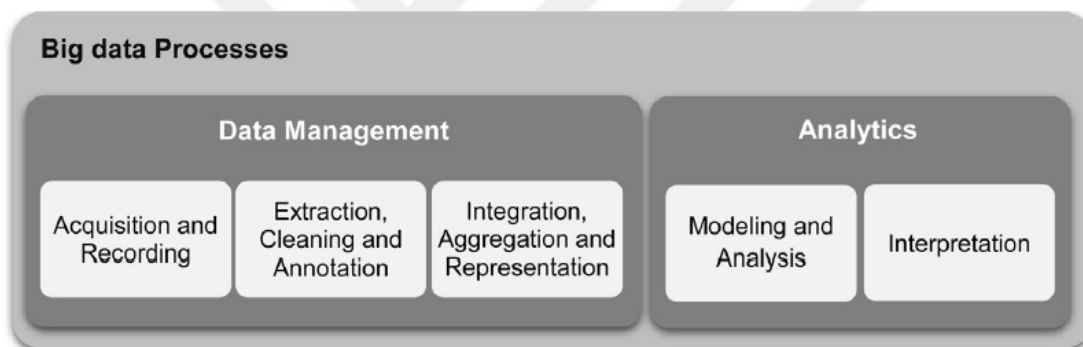 Big data Processes
Data Management
Acquisition and
Recording
Extraction,
Cleaning and
Annotation
Integration,
Aggregation and
Representation
Analytics
Modeling and
Analysis
Interpretation